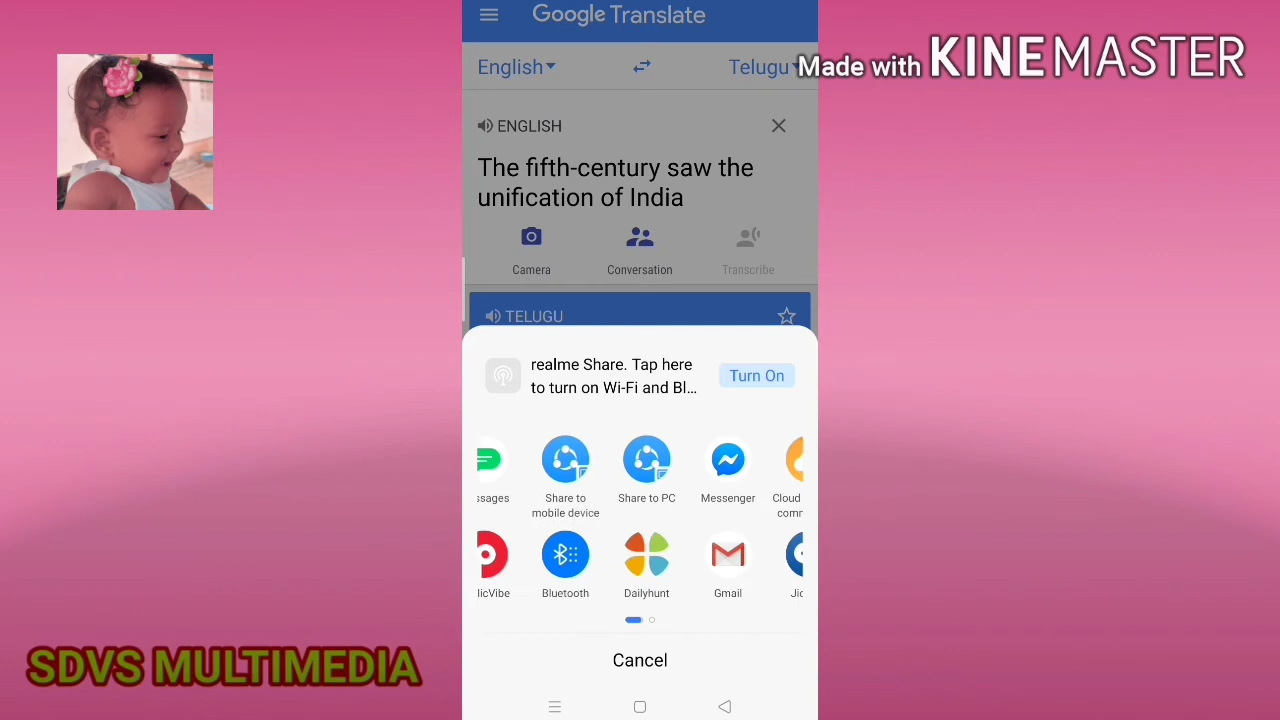 Google Translate
Made with KINEMASTER
English
Telugu
ENGLISH
The fifth-century saw the
unification of India
Camera
Conversation
Transcribe
TELUGU
realme Share. Tap here
to turn on Wi-Fi and Bl...
Turn On
ssages
Share to
mobile device
Share to PC
Messenger
Cloud
comr
licVibe
Bluetooth
Dailyhunt
Gmail
Jic
Cancel
SDVS MULTIMEDIA